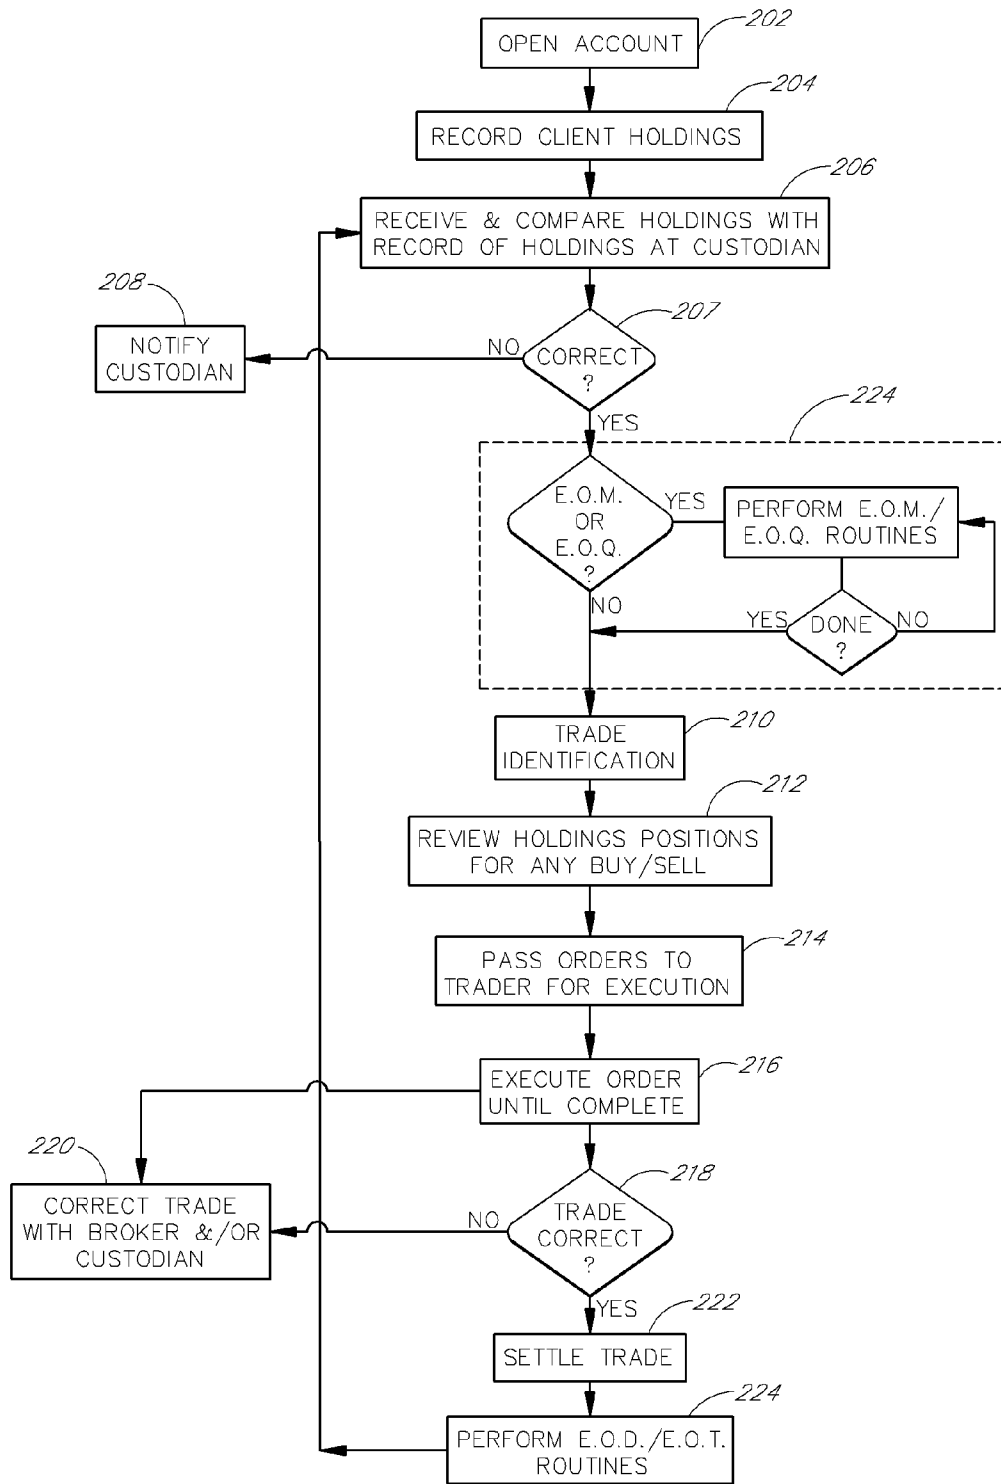 202
OPEN ACCOUNT
204
RECORD CLIENT HOLDINGS
206
RECEIVE & COMPARE HOLDINGS WITH
RECORD OF HOLDINGS AT CUSTODIAN
208
207
NOTIFY
CUSTODIAN
NO
CORRECT
?
YES
224
E.O.M.
OR
E.O.Q.
?
YES
PERFORM E.O.M./
E.O.Q. ROUTINES
NO
YES
DONE
?
NO
210
TRADE
IDENTIFICATION
212
REVIEW HOLDINGS POSITIONS
FOR ANY BUY/SELL
214
PASS ORDERS TO
TRADER FOR EXECUTION
216
EXECUTE ORDER
UNTIL COMPLETE
220
218
CORRECT TRADE
WITH BROKER &/OR
CUSTODIAN
NO
TRADE
CORRECT
?
YES
222
SETTLE TRADE
224
PERFORM E.O.D./E.O.T.
ROUTINES